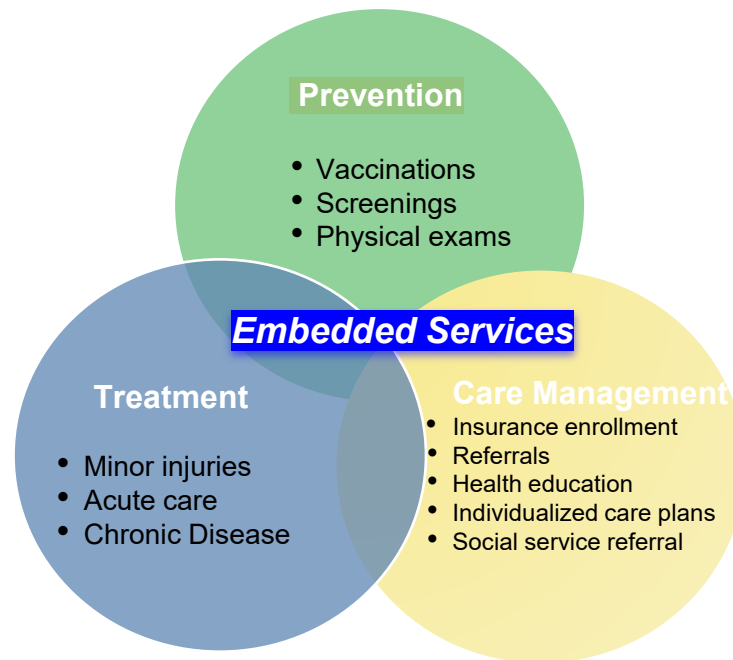 Prevention
• Vaccinations
• Screenings
• Physical exams
Embedded Services
Treatment
• Minor injuries
• Acute care
• Chronic Disease
Care Management
• Insurance enrollment
• Referrals
• Health education
• Individualized care plans
• Social service referral